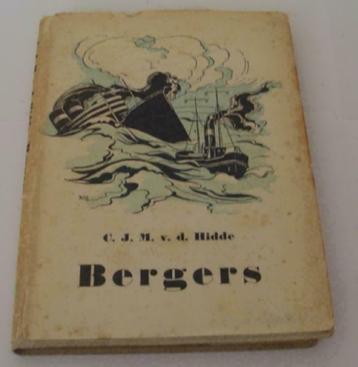 C. J. M. v. d. Hidde
Bergers